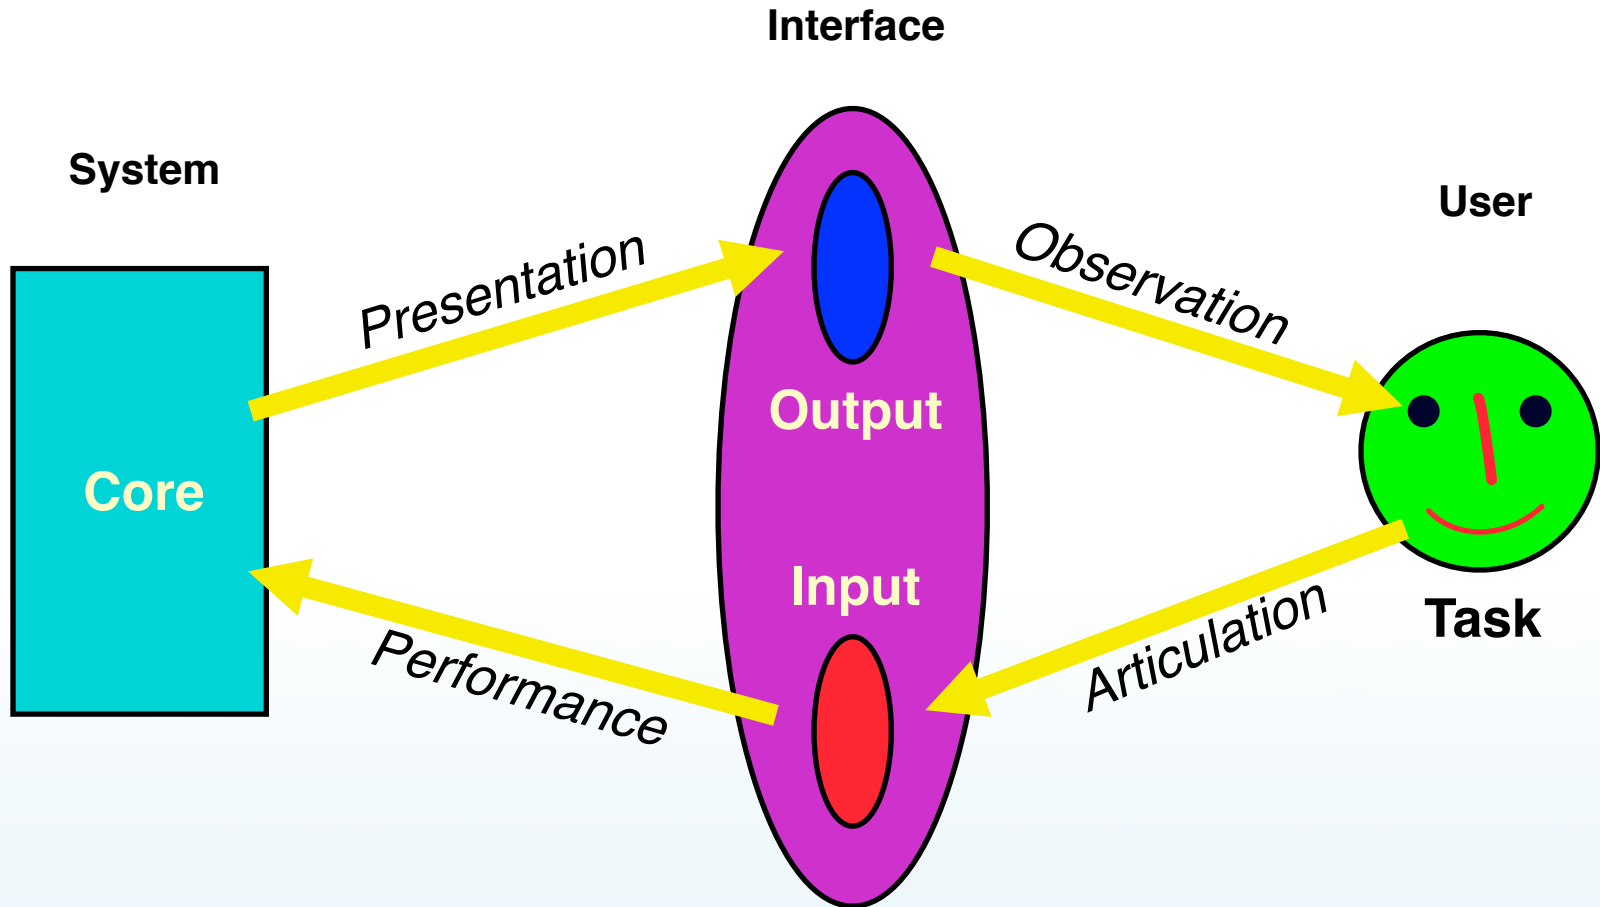 Interface
System
User
Presentation
Observation
Output
Core
Input
Task
Articulation
Performance